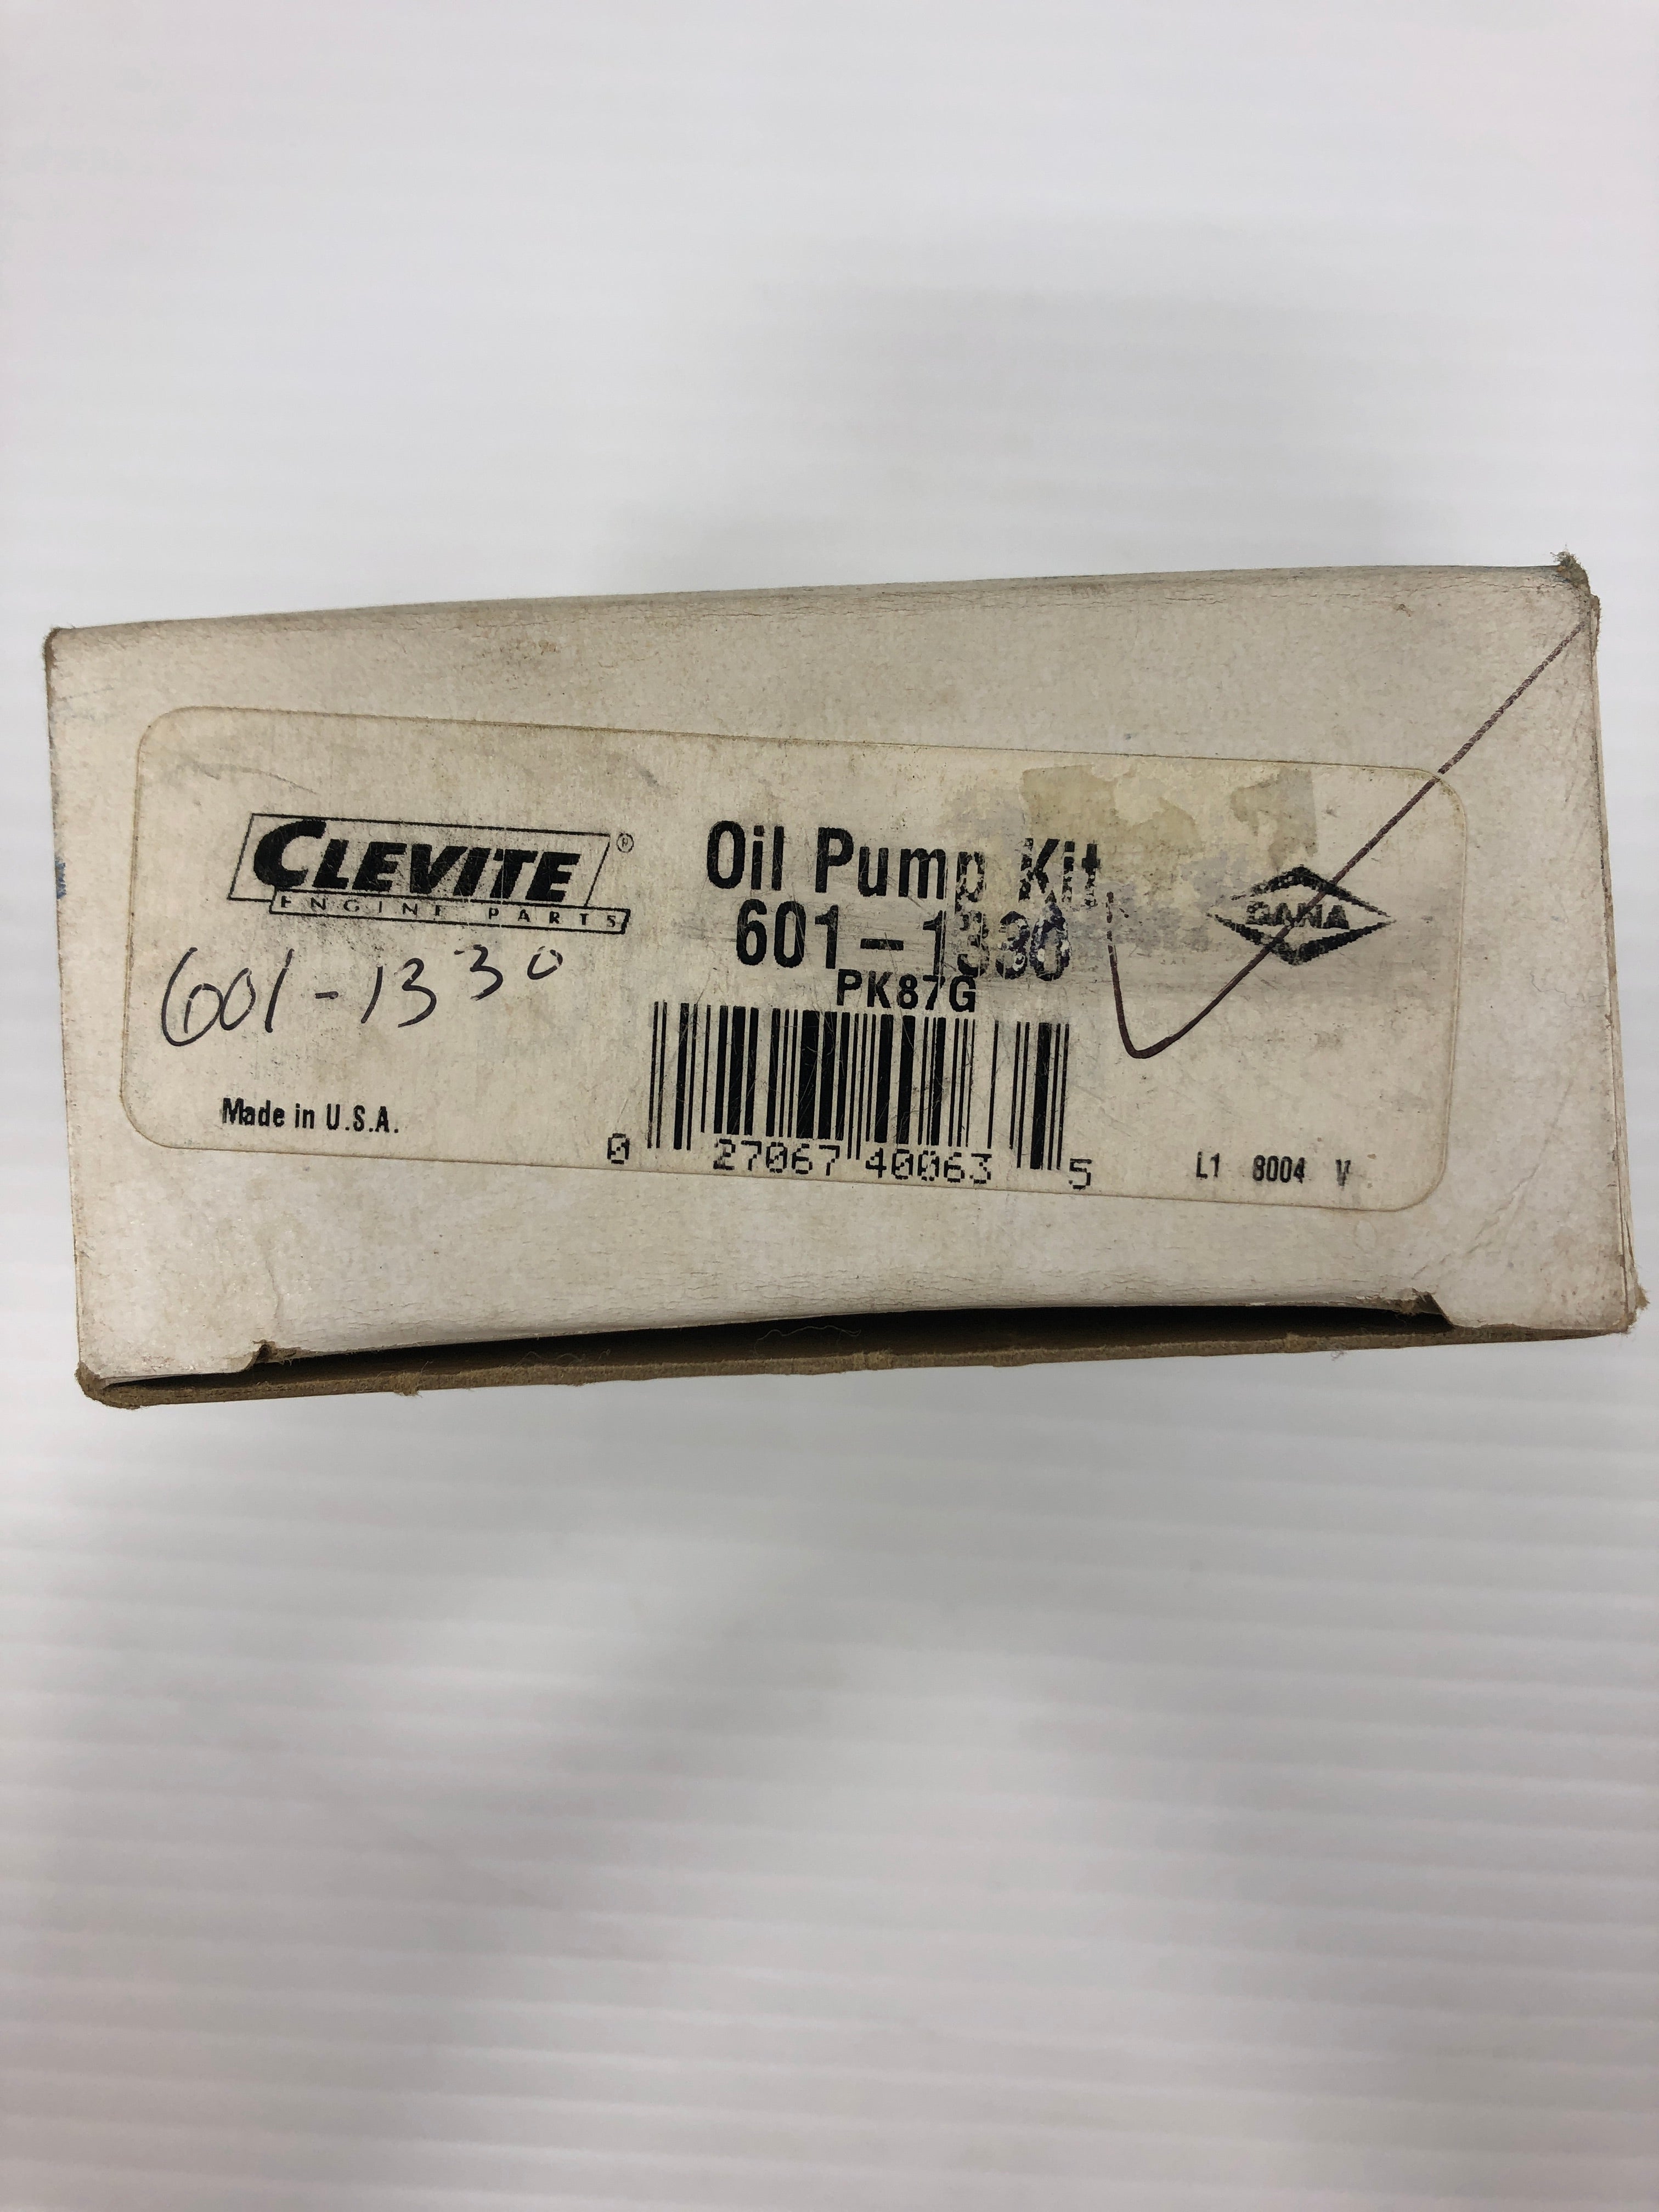 CLEVITE®
ENGINE PARTS
Oil Pump Kit
601-1330
PK87G
DANA
601-1330
Made in U.S.A.
0 27067 40063 5
L1 8004 V